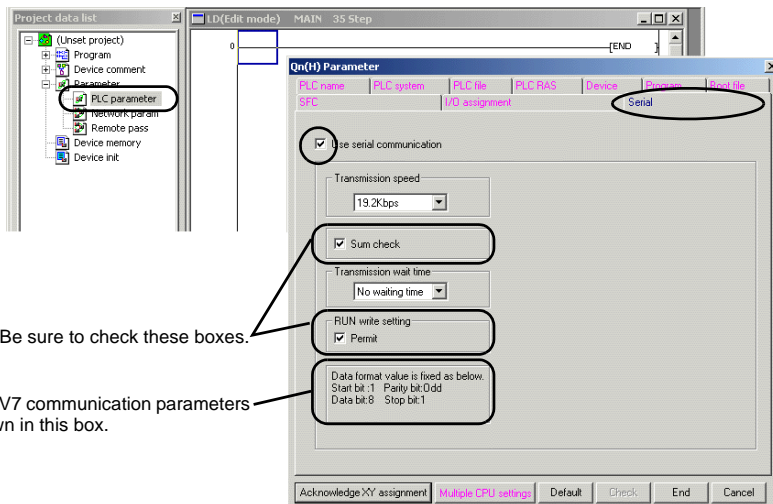 Project data list
(Unset project)
Program
Device comment
Parameter
PLC parameter
Network param
Remote pass
Device memory
Device init
LD(Edit mode) MAIN 35 Step
0
[END ]
Qn(H) Parameter
PLC name PLC system PLC file PLC RAS Device Program Boot file
SFC I/O assignment Serial
Use serial communication
Transmission speed
19.2Kbps
Sum check
Transmission wait time
No waiting time
Be sure to check these boxes.
RUN write setting
Permit
Data format value is fixed as below.
Start bit :1 Parity bit:Odd
Data bit:8 Stop bit:1
V7 communication parameters
in this box.
Acknowledge XY assignment Multiple CPU settings Default Check End Cancel